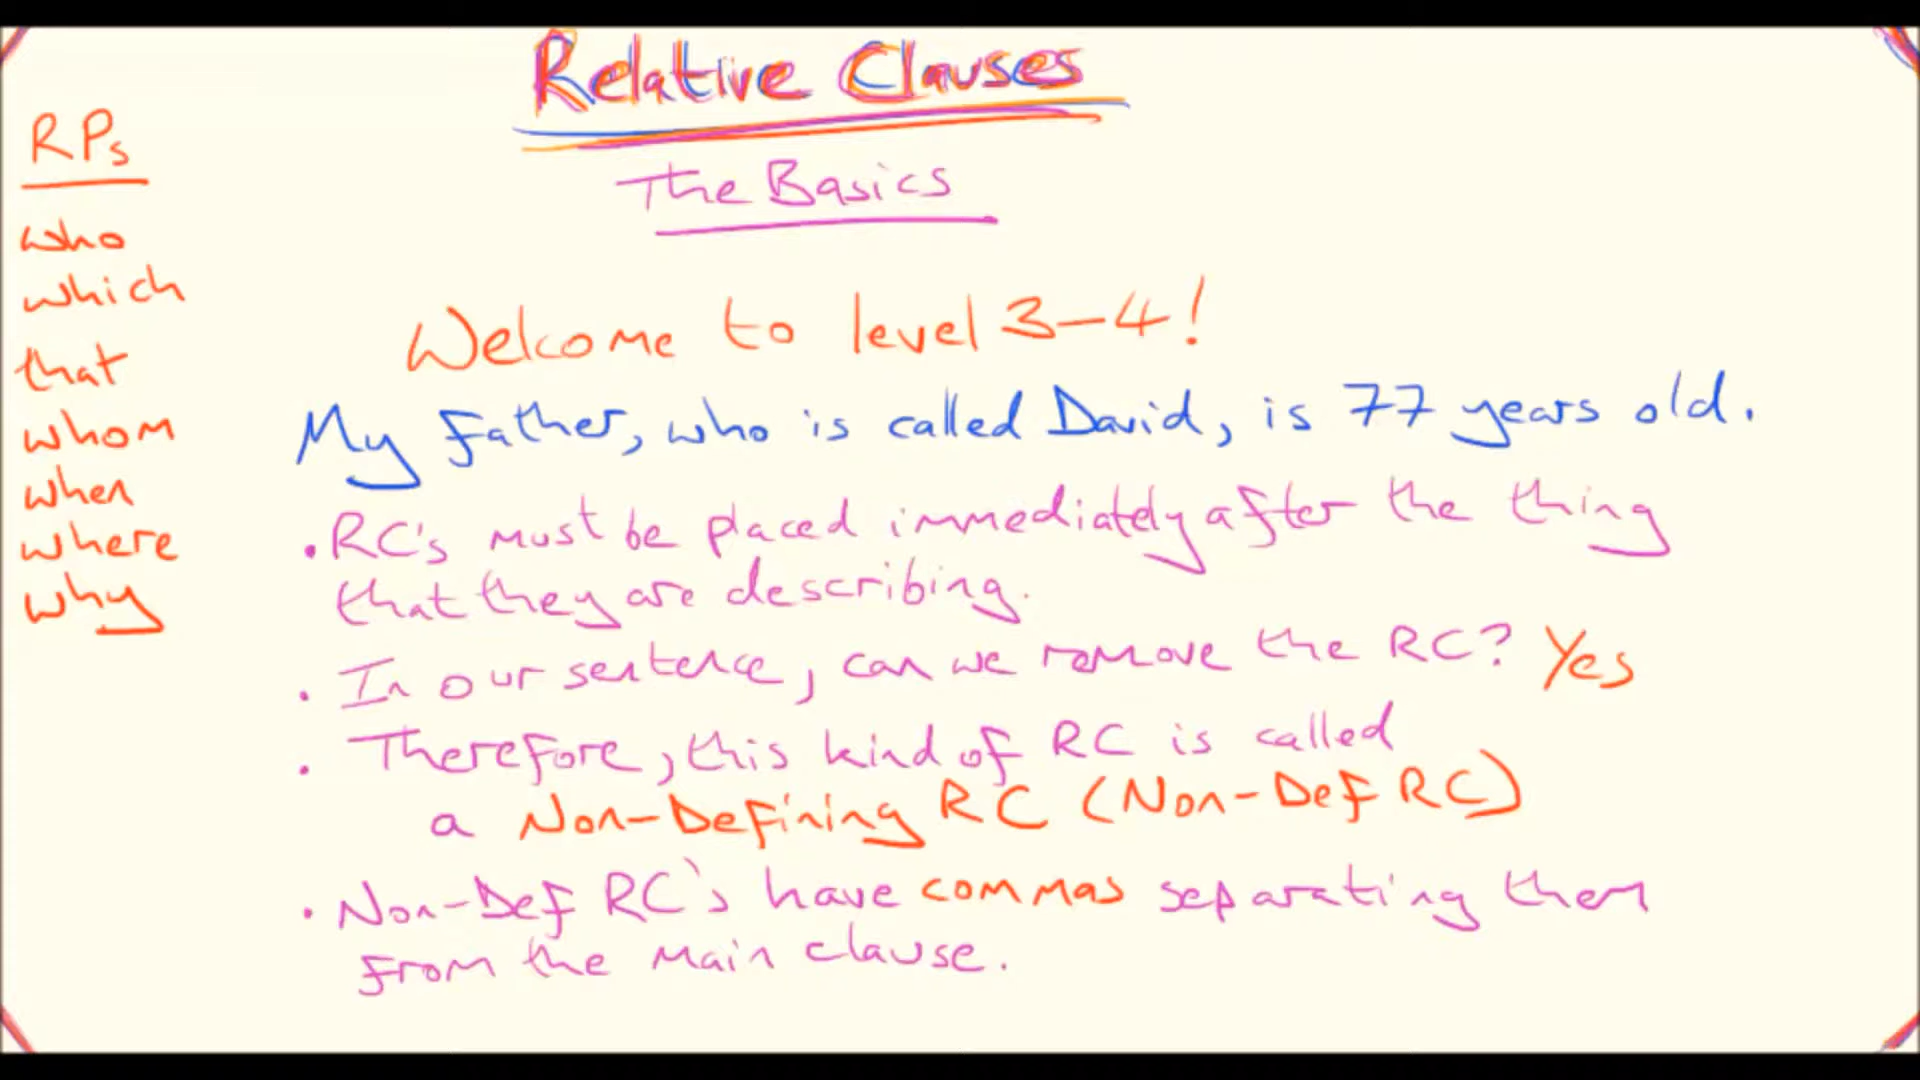 Relative Clauses
The Basics
RPs
who
which
that
whom
when
where
why
Welcome to level 3-4!
My father, who is called David, is 77 years old.
• RC's must be placed immediately after the thing
that they are describing.
• In our sentence, can we remove the RC? Yes
• Therefore, this kind of RC is called
a Non-Defining RC (Non-Def RC)
• Non-Def RC's have commas separating them
from the main clause.